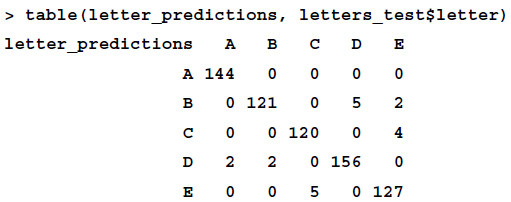 > table(letter_predictions, letters_test$letter)
letter_predictions   A   B   C   D   E
                 A 144   0   0   0   0
                 B   0 121   0   5   2
                 C   0   0 120   0   4
                 D   2   2   0 156   0
                 E   0   0   5   0 127